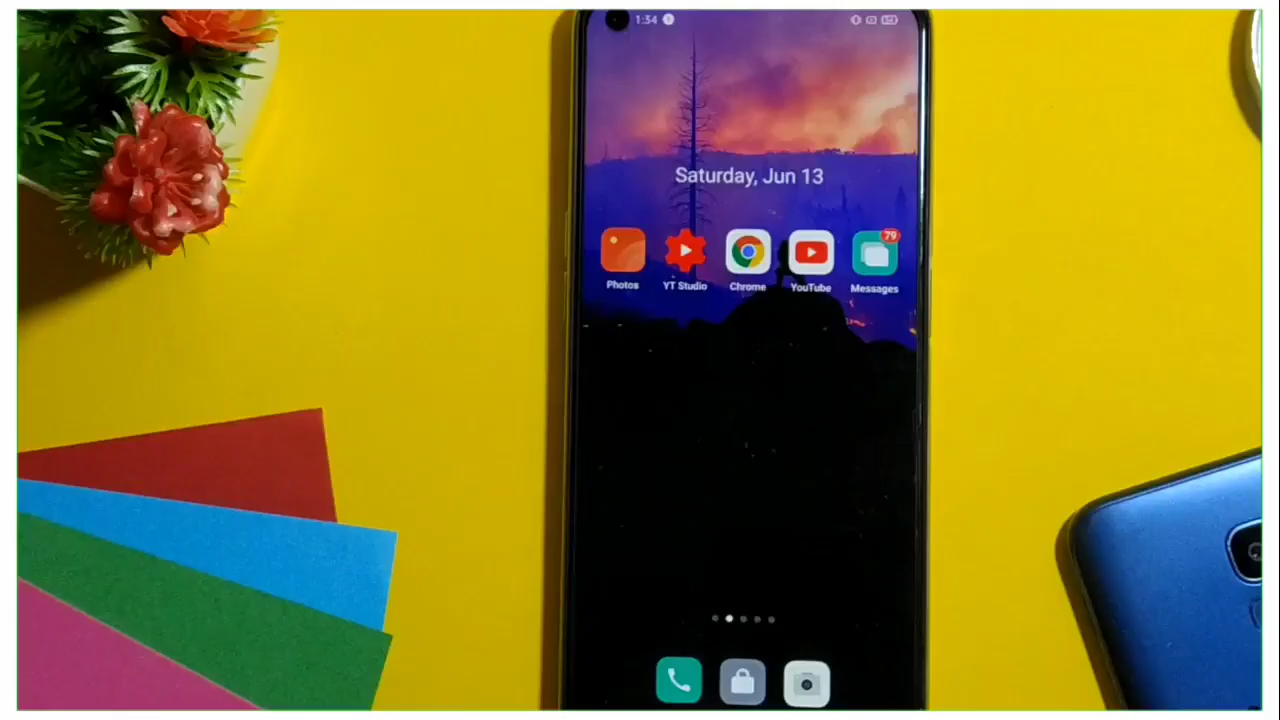 1:34
Saturday, Jun 13
79
Photos
YT Studio
Chrome
YouTube
Messages